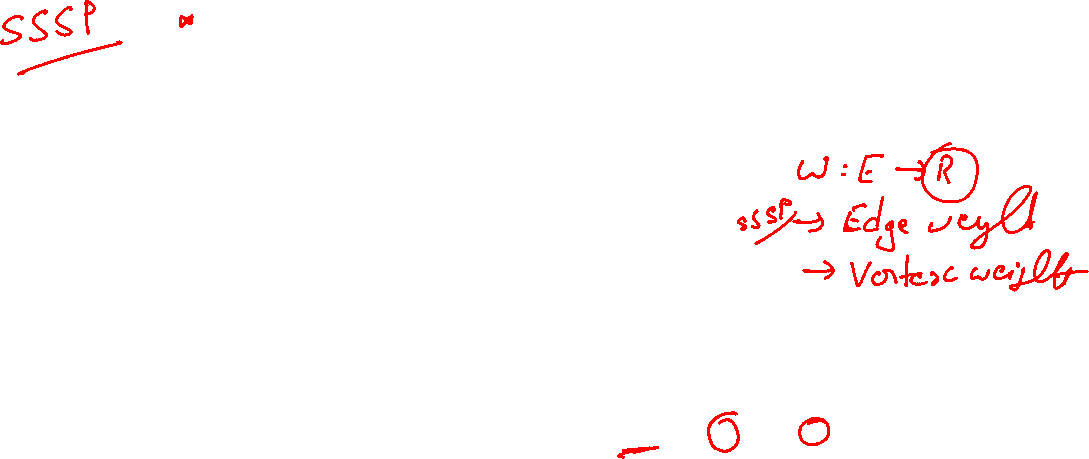 SSSP
W : E → R
SSSP → Edge weight
→ Vertex weight